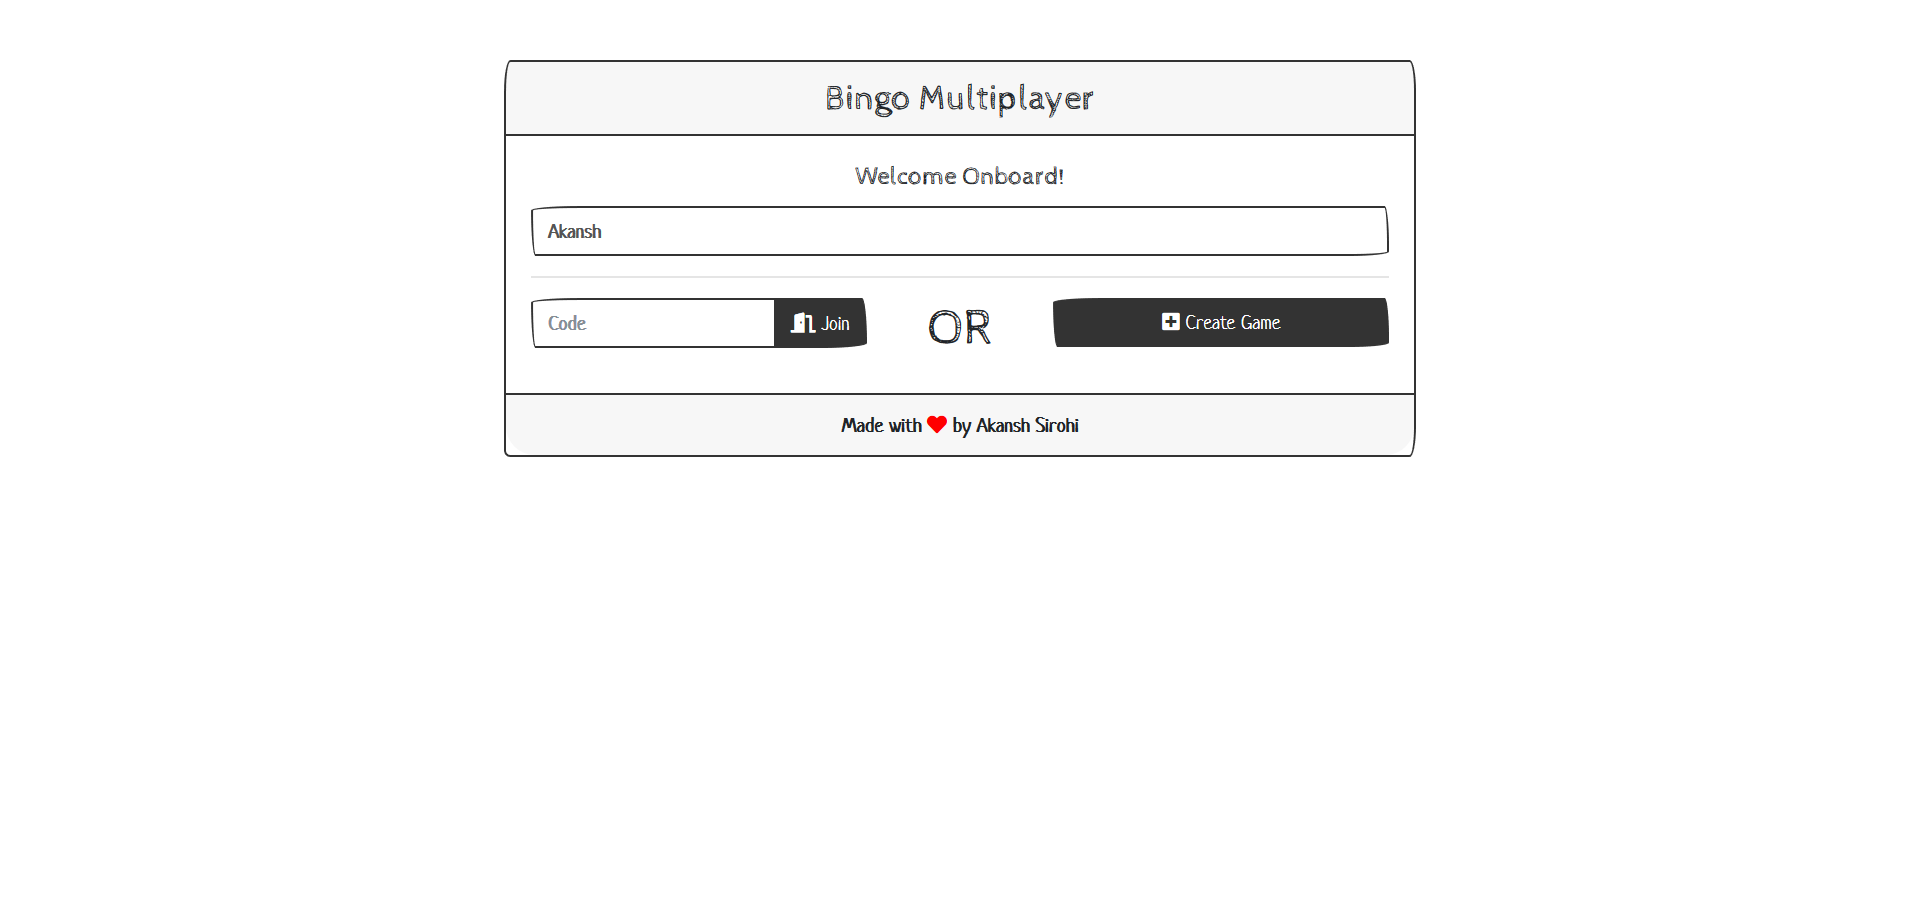 Bingo Multiplayer
Welcome Onboard!
Akansh
Code
Join
OR
Create Game
Made with by Akansh Sirohi